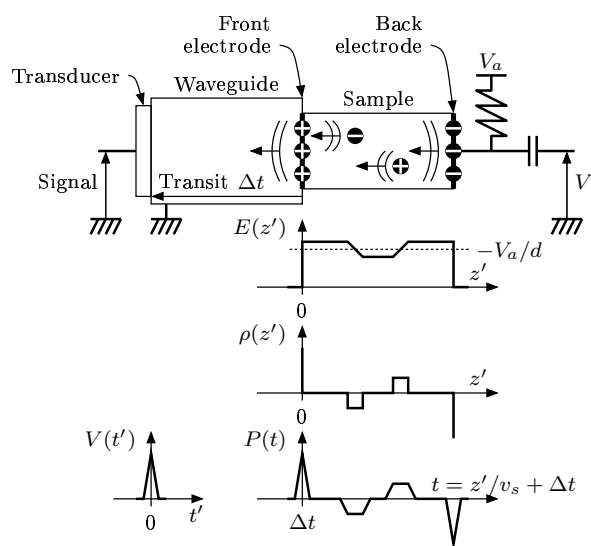 Front
electrode
Back
electrode
Transducer
Waveguide
Sample
V_a
Signal
Transit Δt
V
E(z′)
−V_a/d
z′
0
ρ(z′)
z′
0
V(t′)
P(t)
t = z′/v_s + Δt
0
t′
Δt